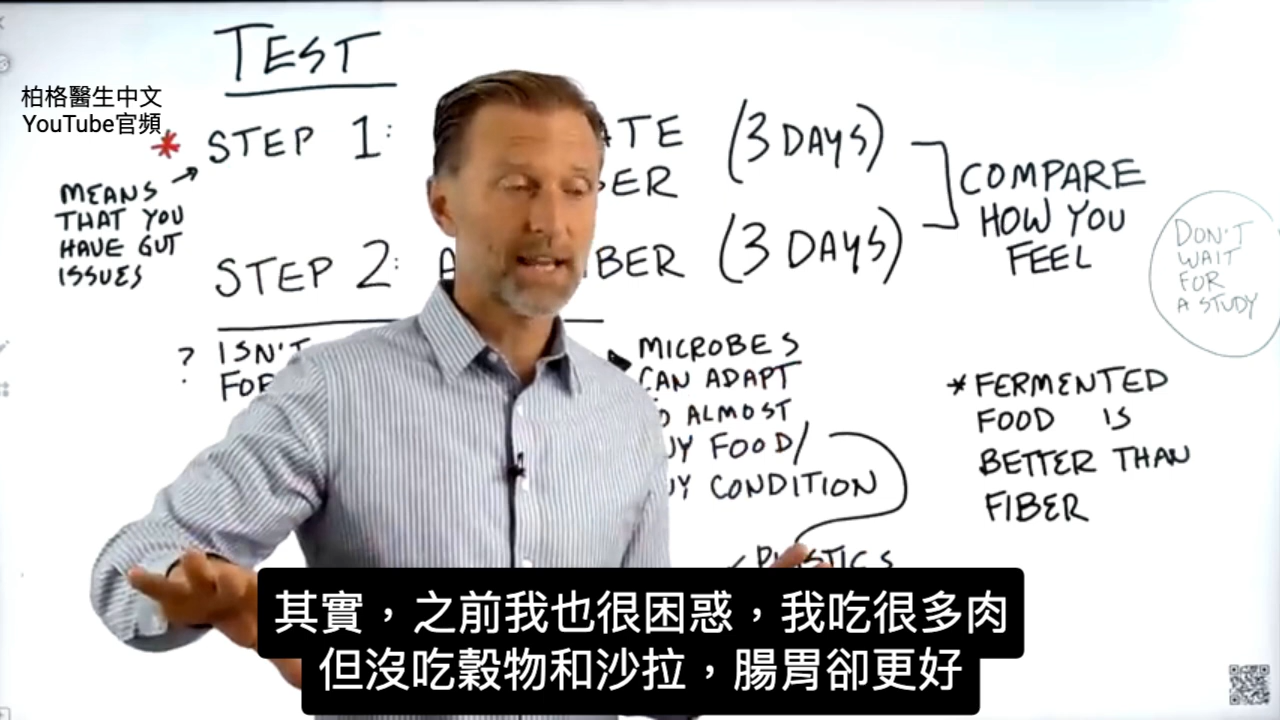 TEST
柏格醫生中文
YouTube官頻
* STEP 1:
(3 DAYS)
MEANS
THAT YOU
HAVE GUT
ISSUES
COMPARE
HOW YOU
FEEL
STEP 2:
(3 DAYS)
DON'T
WAIT
FOR
A STUDY
? ISN'T
MICROBES
CAN ADAPT
ALMOST
FOOD/
CONDITION
* FERMENTED
FOOD IS
BETTER THAN
FIBER
其實，之前我也很困惑，我吃很多肉
但沒吃穀物和沙拉，腸胃卻更好